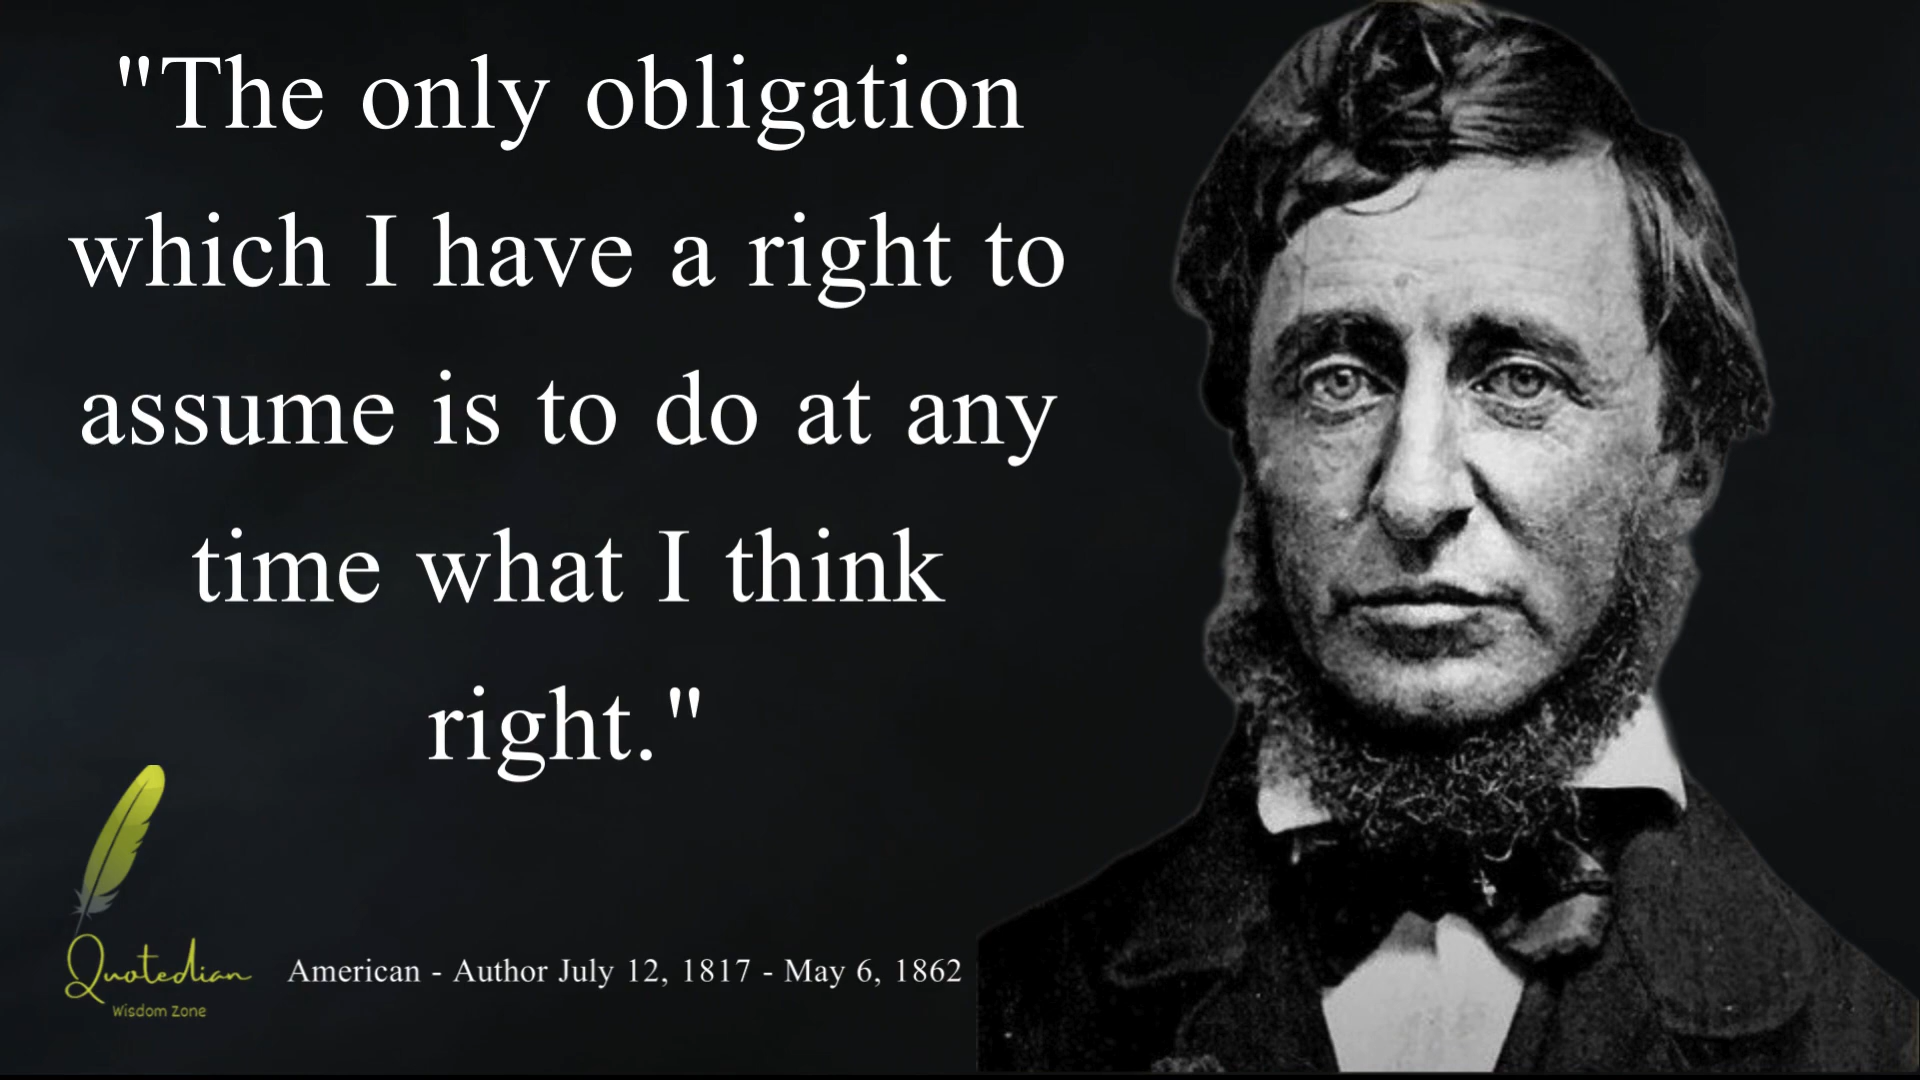 "The only obligation
which I have a right to
assume is to do at any
time what I think
right."
Quotedian
Wisdom Zone
American - Author July 12, 1817 - May 6, 1862